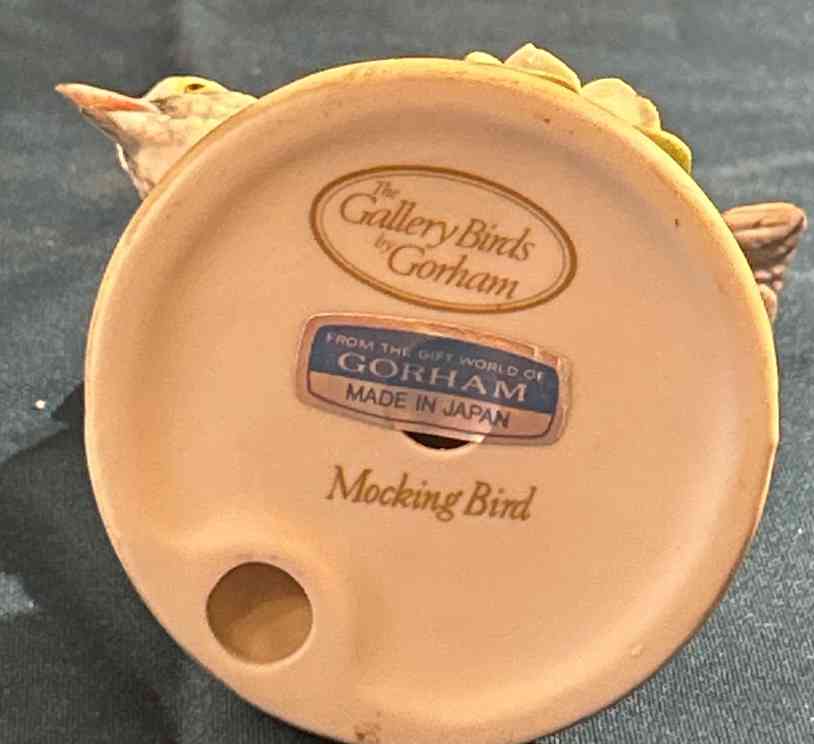 The
Gallery Birds
by
Gorham
FROM THE GIFT WORLD OF
GORHAM
MADE IN JAPAN
Mocking Bird